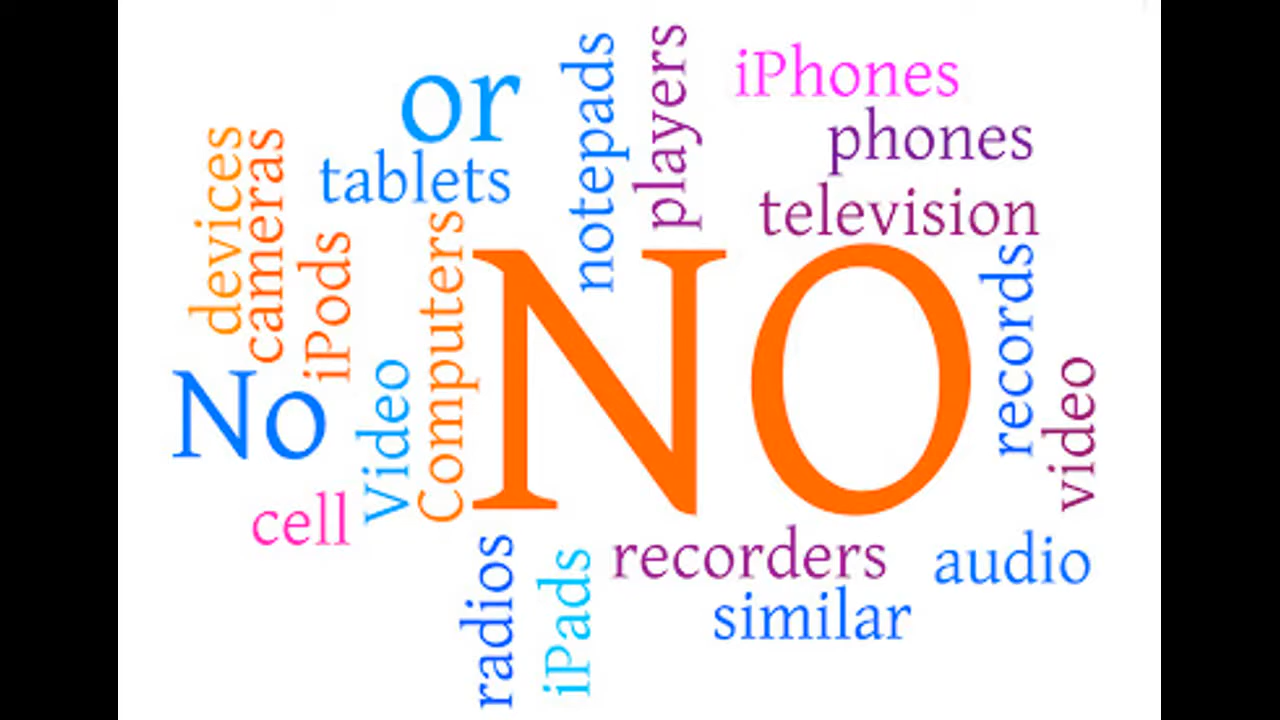 or
notepads
players
iPhones
phones
devices
cameras
tablets
television
iPods
Computers
NO
records
No
Video
video
cell
radios
iPads
recorders
audio
similar